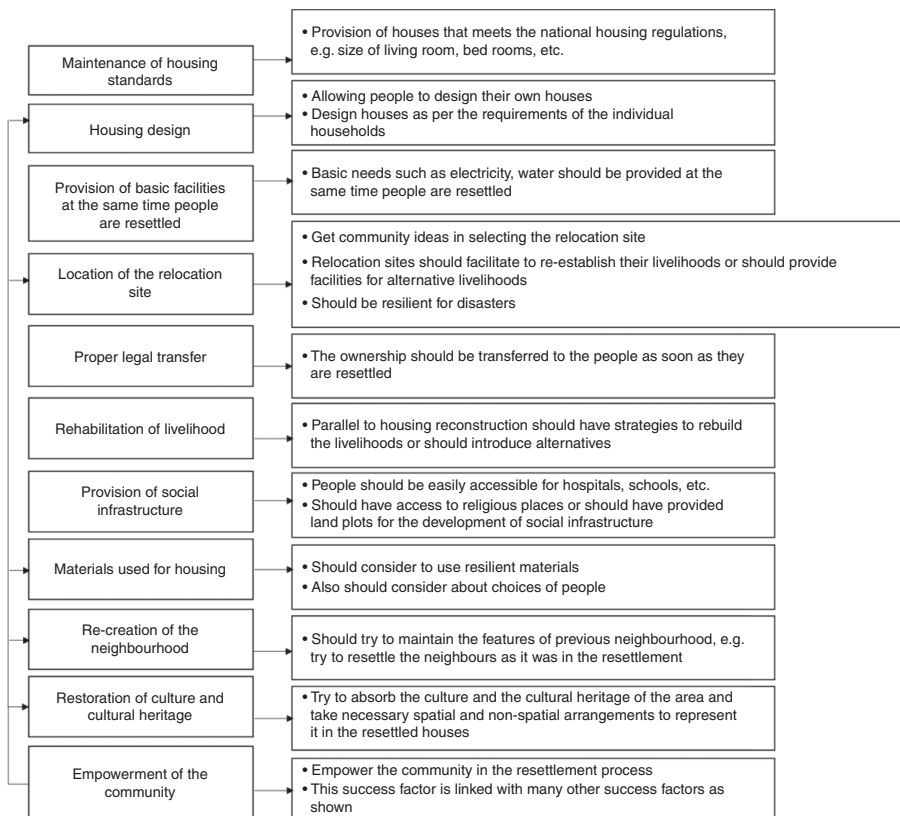 Maintenance of housing
standards
• Provision of houses that meets the national housing regulations,
e.g. size of living room, bed rooms, etc.
Housing design
• Allowing people to design their own houses
• Design houses as per the requirements of the individual
households
Provision of basic facilities
at the same time people
are resettled
• Basic needs such as electricity, water should be provided at the
same time people are resettled
Location of the relocation
site
• Get community ideas in selecting the relocation site
• Relocation sites should facilitate to re-establish their livelihoods or should provide
facilities for alternative livelihoods
• Should be resilient for disasters
Proper legal transfer
• The ownership should be transferred to the people as soon as they
are resettled
Rehabilitation of livelihood
• Parallel to housing reconstruction should have strategies to rebuild
the livelihoods or should introduce alternatives
Provision of social
infrastructure
• People should be easily accessible for hospitals, schools, etc.
• Should have access to religious places or should have provided
land plots for the development of social infrastructure
Materials used for housing
• Should consider to use resilient materials
• Also should consider about choices of people
Re-creation of the
neighbourhood
• Should try to maintain the features of previous neighbourhood, e.g.
try to resettle the neighbours as it was in the resettlement
Restoration of culture and
cultural heritage
• Try to absorb the culture and the cultural heritage of the area and
take necessary spatial and non-spatial arrangements to represent
it in the resettled houses
Empowerment of the
community
• Empower the community in the resettlement process
• This success factor is linked with many other success factors as
shown